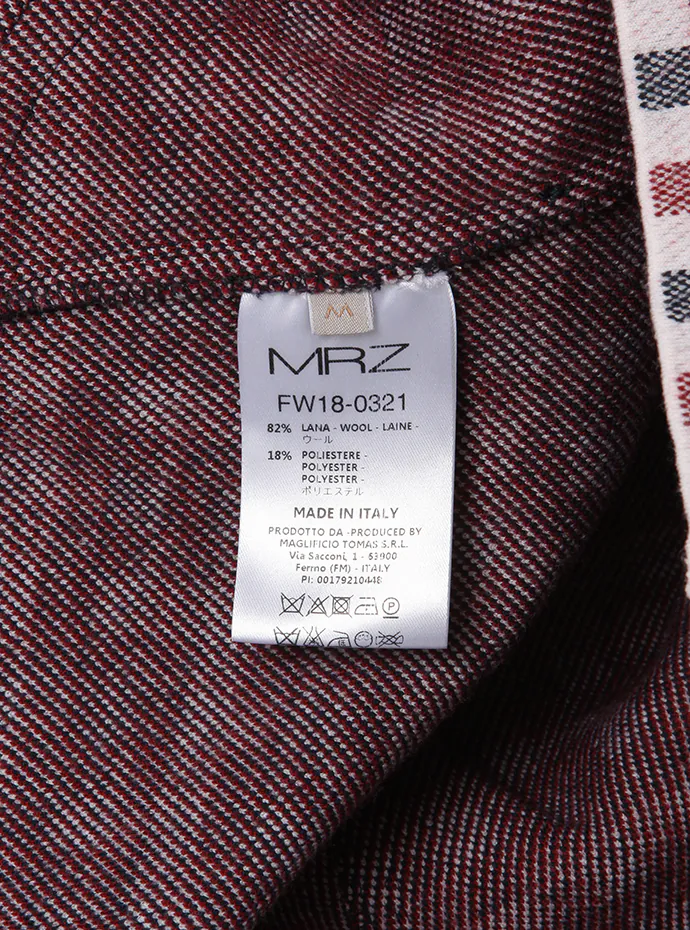 M
MRZ
FW18-0321
82% LANA - WOOL - LAINE -
ウール
18% POLIESTERE -
POLYESTER -
POLYESTER -
ポリエステル
MADE IN ITALY
PRODOTTO DA -PRODUCED BY
MAGLIFICIO TOMAS S.R.L.
Via Sacconi, 1 - 63900
Fermo (FM) - ITALY
PI: 00179210448
P